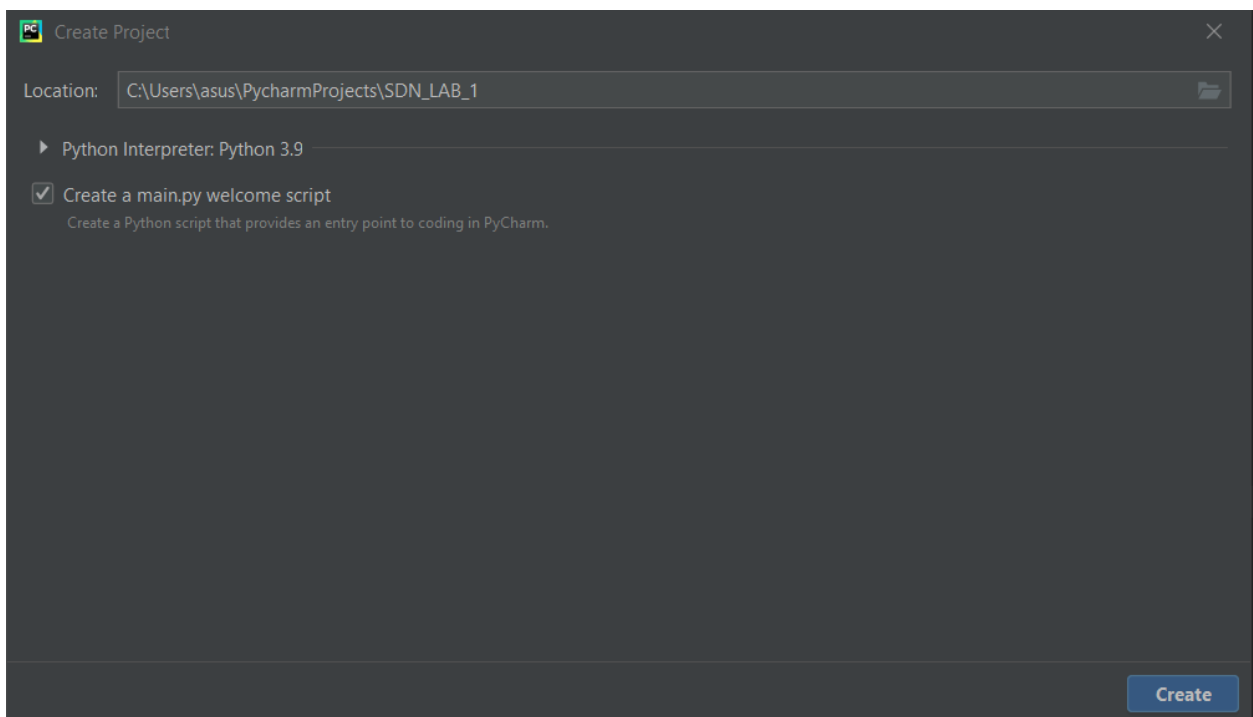 PC Create Project
Location: C:\Users\asus\PycharmProjects\SDN_LAB_1
Python Interpreter: Python 3.9
Create a main.py welcome script
Create a Python script that provides an entry point to coding in PyCharm.
Create